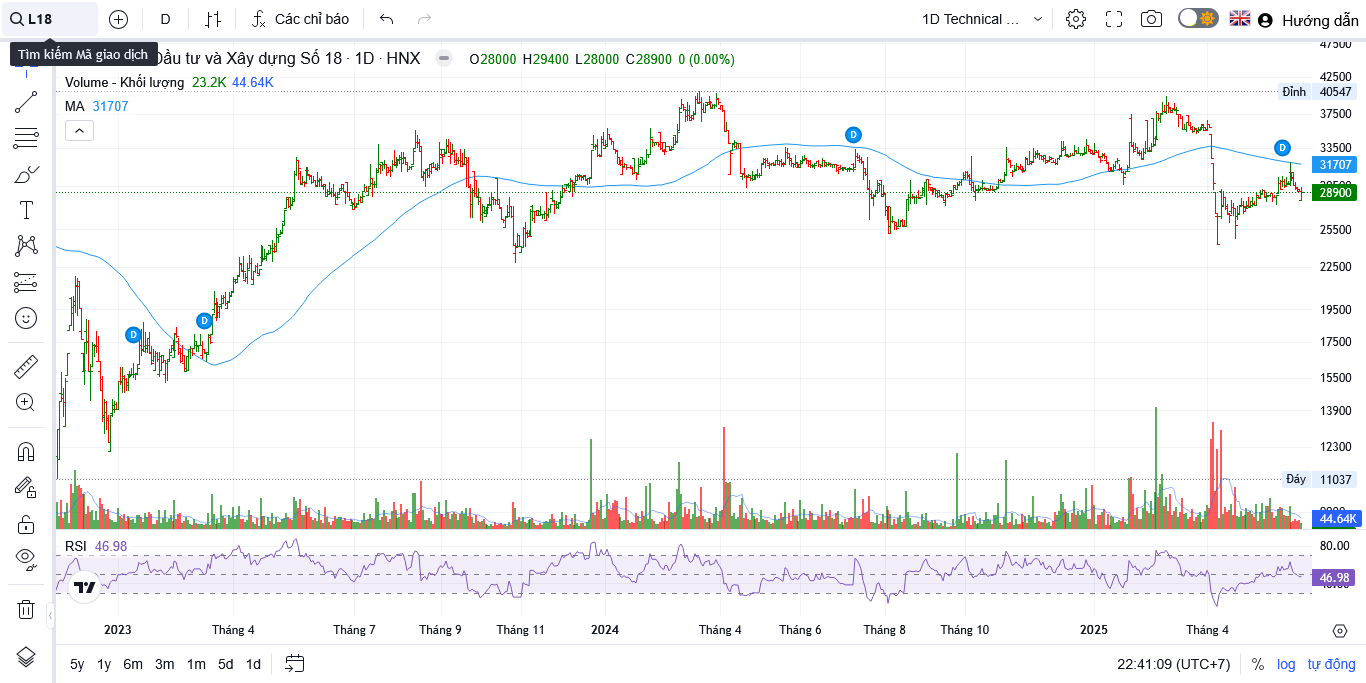 L18
D
Các chỉ báo
1D Technical ...
Hướng dẫn
Tìm kiếm Mã giao dịch
Đầu tư và Xây dựng Số 18 · 1D · HNX
O28000 H29400 L28000 C28900 0 (0.00%)
Volume - Khối lượng 23.2K 44.64K
MA 31707
47500
42500
Đỉnh 40547
37500
33500
31707
28900
25500
22500
19500
17500
15500
13900
12300
Đáy 11037
44.64K
D
D
D
D
RSI 46.98
80.00
46.98
2023
Tháng 4
Tháng 7
Tháng 9
Tháng 11
2024
Tháng 4
Tháng 6
Tháng 8
Tháng 10
2025
Tháng 4
5y 1y 6m 3m 1m 5d 1d
22:41:09 (UTC+7) % log tự động